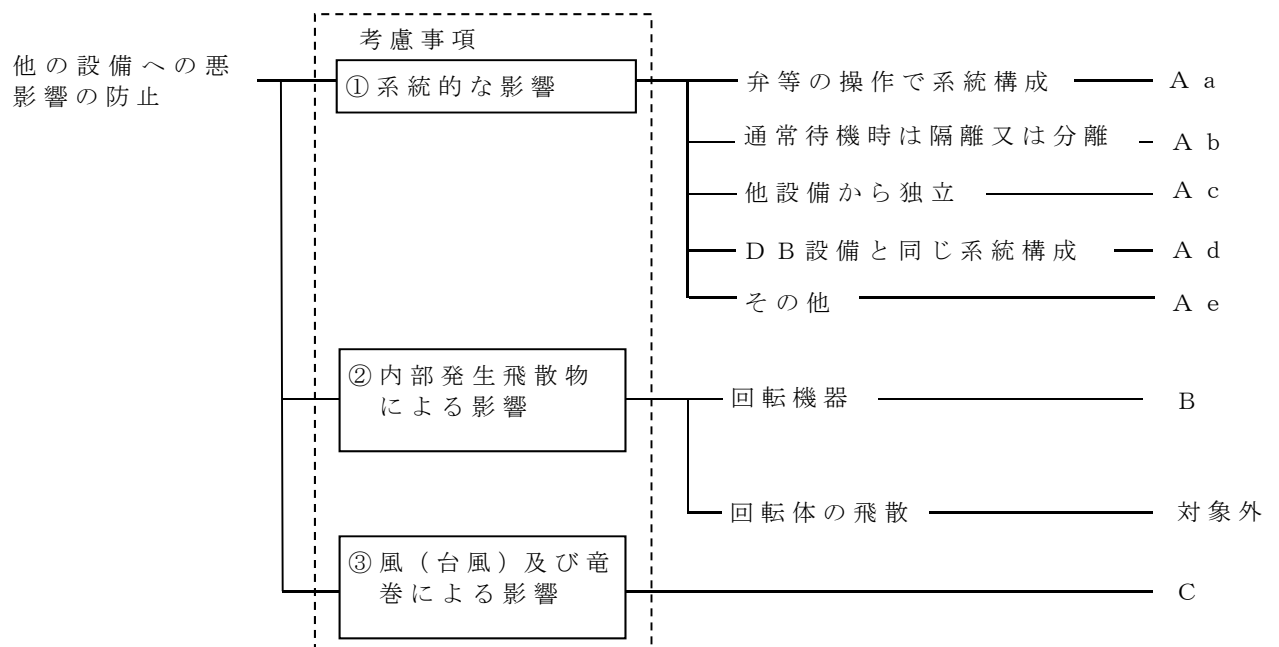 考慮事項
他の設備への悪
影響の防止
①系統的な影響
弁等の操作で系統構成
Ａａ
通常待機時は隔離又は分離
Ａｂ
他設備から独立
Ａｃ
ＤＢ設備と同じ系統構成
Ａｄ
その他
Ａｅ
②内部発生飛散物
による影響
回転機器
Ｂ
回転体の飛散
対象外
③風（台風）及び竜
巻による影響
Ｃ